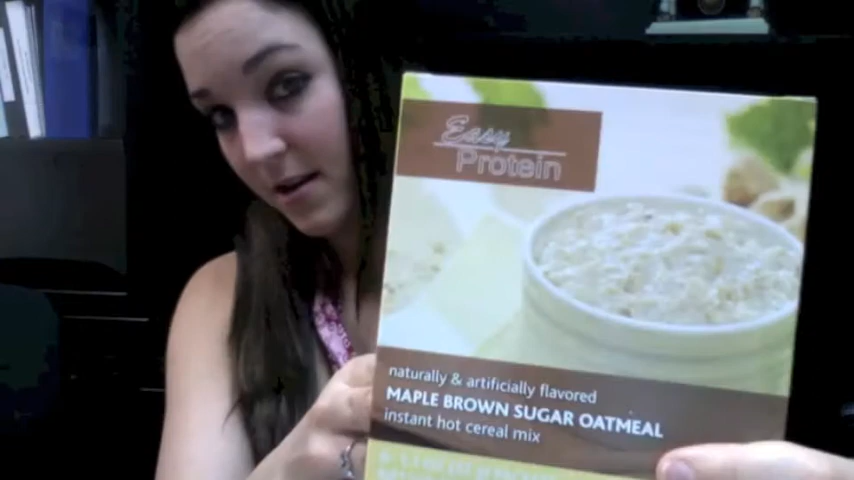 Easy
Protein
naturally & artificially flavored
MAPLE BROWN SUGAR OATMEAL
instant hot cereal mix